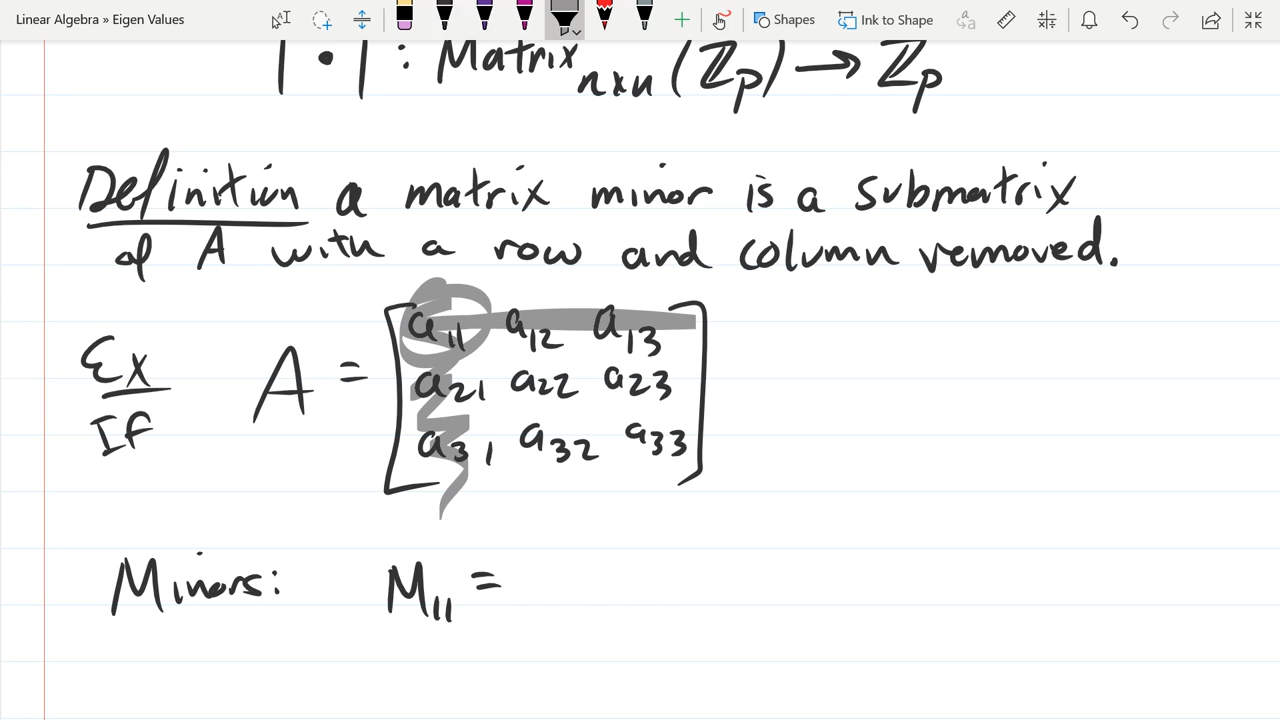 Linear Algebra » Eigen Values
Shapes
Ink to Shape
| • | : Matrix n×n (ℤp) → ℤp
Definition a matrix minor is a submatrix
of A with a row and column removed.
Ex
If
A = [a11 a12 a13
a21 a22 a23
a31 a32 a33]
Minors: M11 =